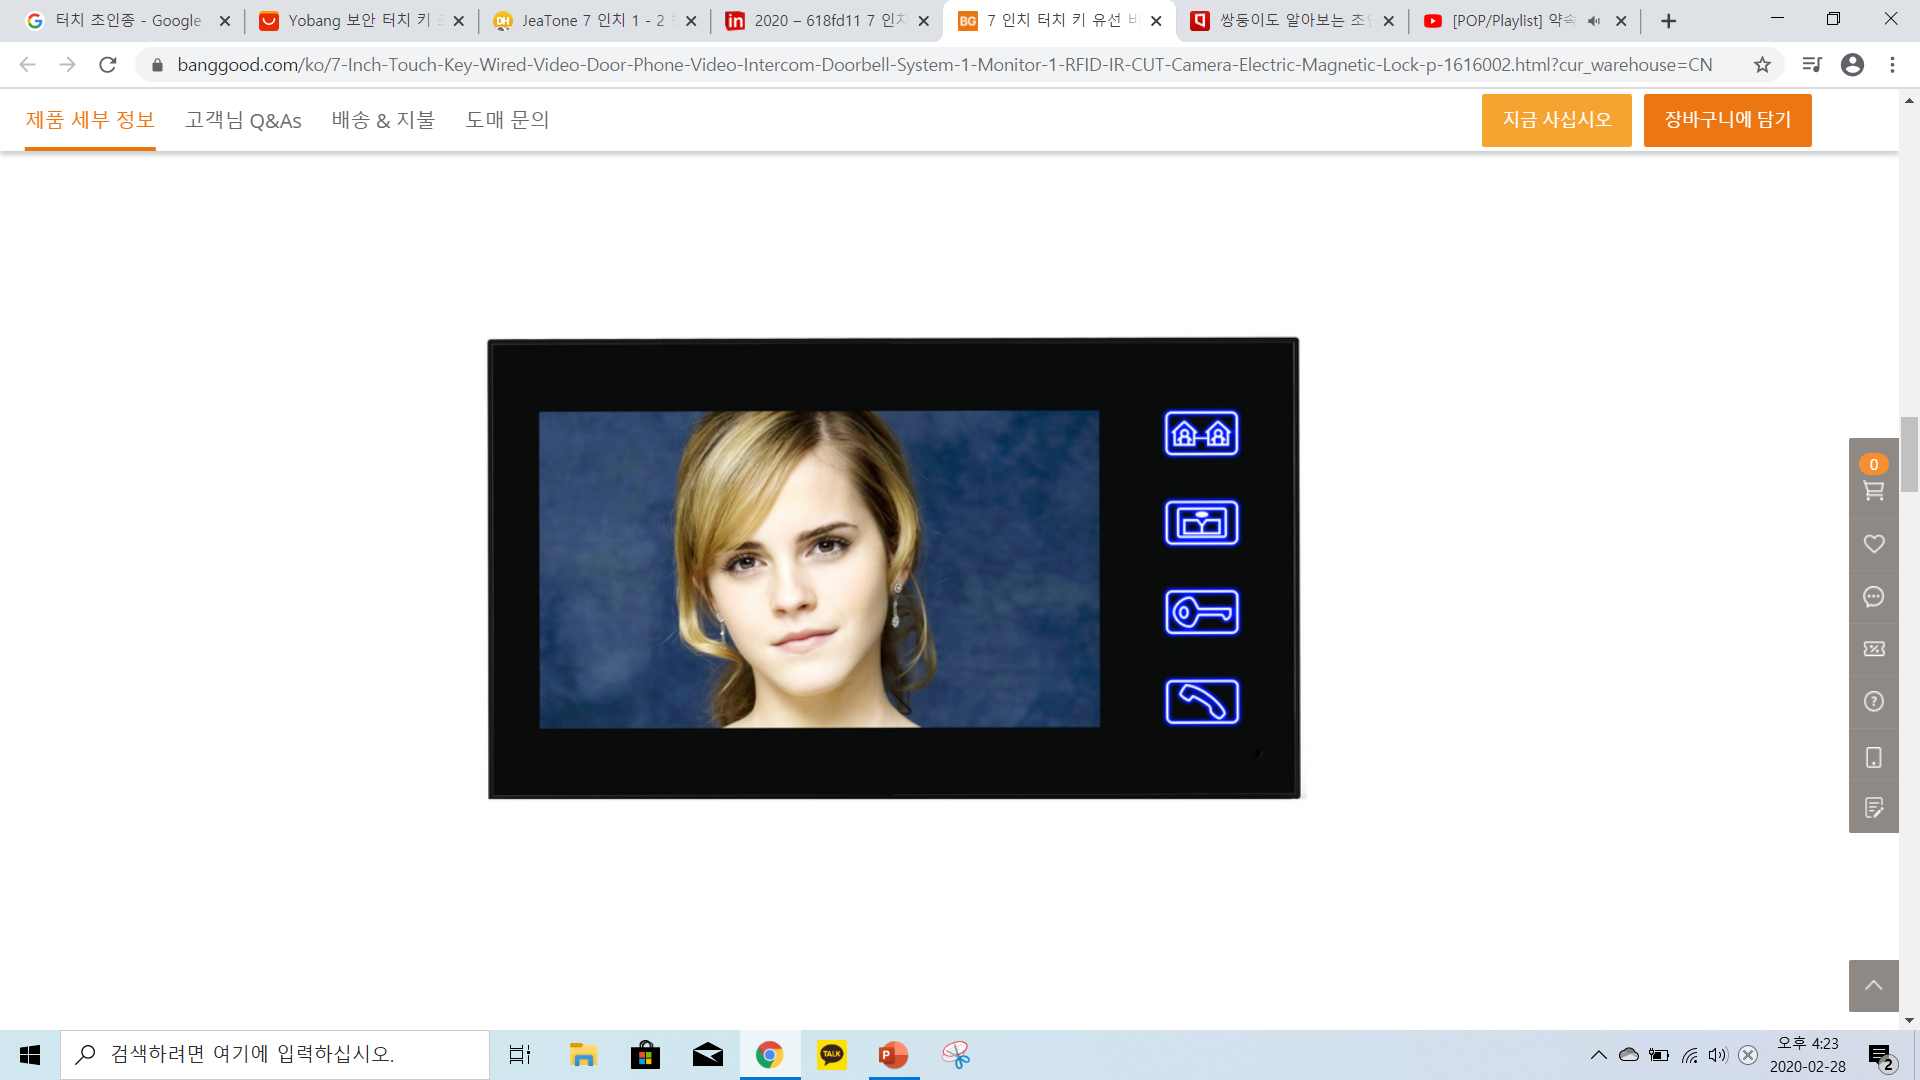 터치 조인종 - Google
Yobang 보안 터치 키
JeaTone 7 인치 1 - 2
2020 – 618fd11 7 인치
7 인치 터치 키 유선 비
쌍둥이도 알아보는 조인
[POP/Playlist] 약속
banggood.com/ko/7-Inch-Touch-Key-Wired-Video-Door-Phone-Video-Intercom-Doorbell-System-1-Monitor-1-RFID-IR-CUT-Camera-Electric-Magnetic-Lock-p-1616002.html?cur_warehouse=CN
제품 세부 정보 고객님 Q&As 배송 & 지불 도매 문의
지금 사십시오 장바구니에 담기
0
검색하려면 여기에 입력하십시오.
TALK
오후 4:23
2020-02-28
2